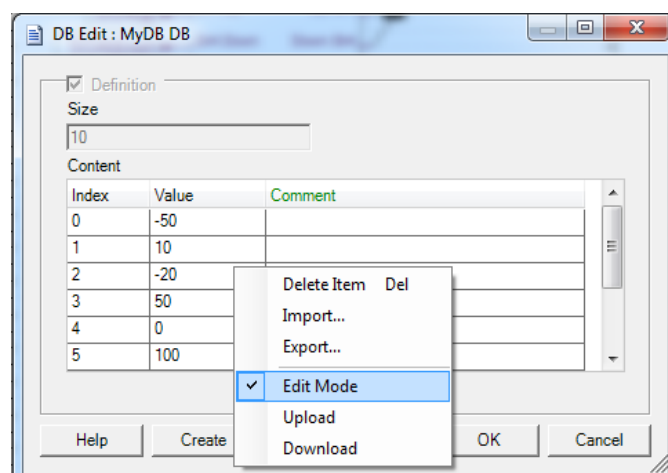 DB Edit : MyDB DB
Definition
Size
10
Content
Index Value Comment
0 -50
1 10
2 -20
3 50
4 0
5 100
Delete Item Del
Import...
Export...
Edit Mode
Upload
Download
Help Create OK Cancel